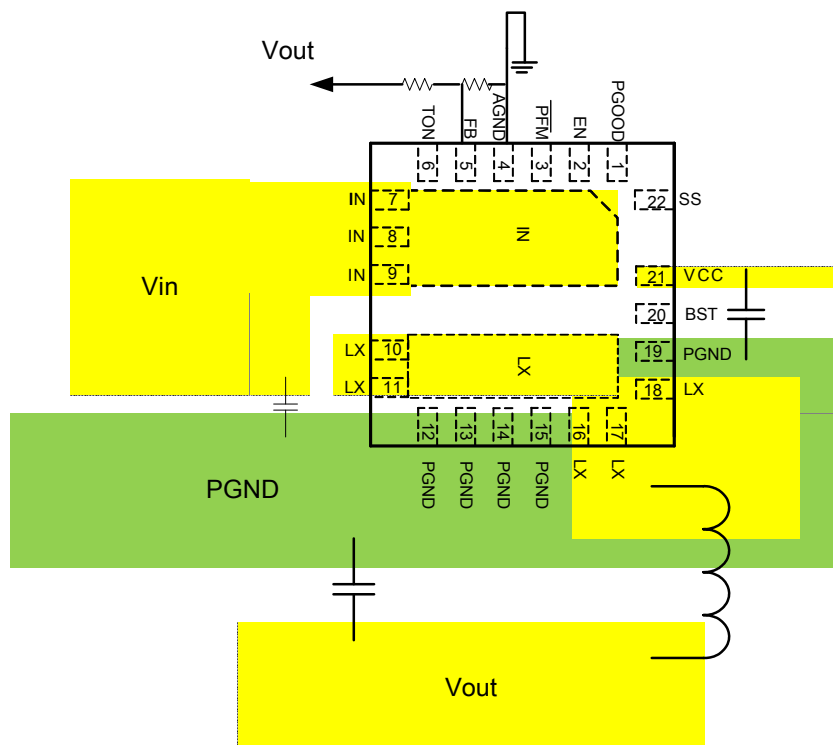 Vout
TON
FB
AGND
PFM
EN
PGOOD
6
5
4
3
2
1
IN 7
IN 8
IN 9
IN
22 SS
21 VCC
20 BST
19 PGND
18 LX
Vin
LX 10
LX 11
LX
12
13
14
15
16
17
PGND
PGND
PGND
PGND
LX
LX
PGND
Vout